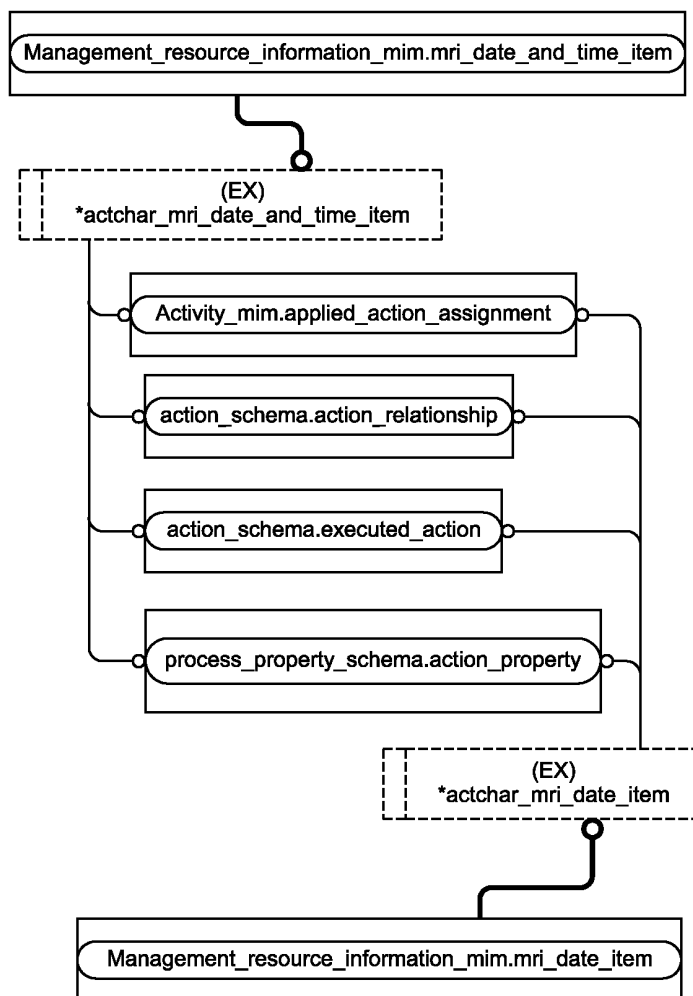 Management_resource_information_mim.mri_date_and_time_item
(EX)
*actchar_mri_date_and_time_item
Activity_mim.applied_action_assignment
action_schema.action_relationship
action_schema.executed_action
process_property_schema.action_property
(EX)
*actchar_mri_date_item
Management_resource_information_mim.mri_date_item